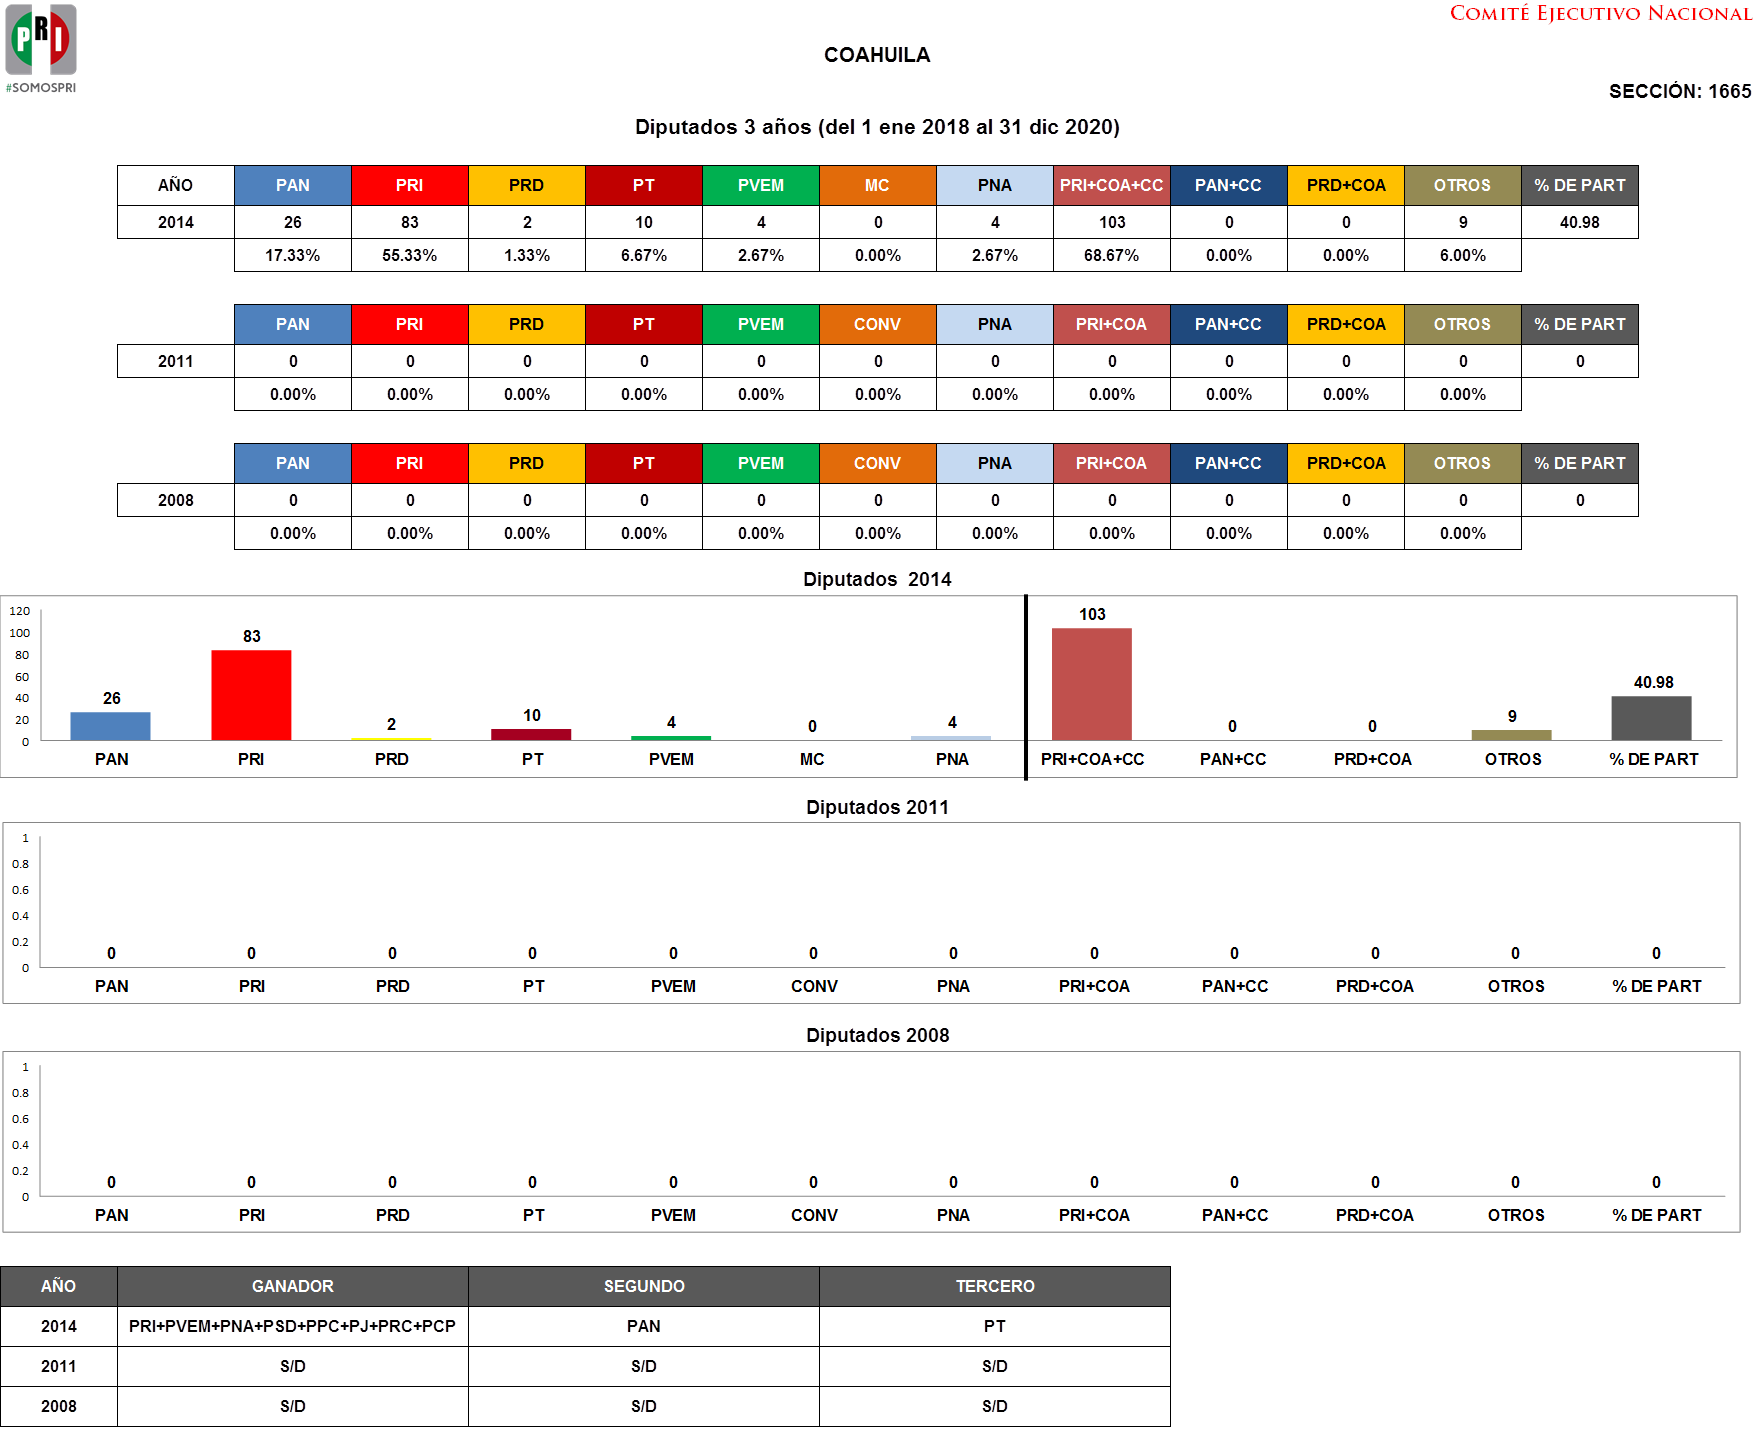 PRI
#SOMOSPRI
COMITÉ EJECUTIVO NACIONAL
COAHUILA
SECCIÓN: 1665
Diputados 3 años (del 1 ene 2018 al 31 dic 2020)
AÑO PAN PRI PRD PT PVEM MC PNA PRI+COA+CC PAN+CC PRD+COA OTROS % DE PART
2014 26 83 2 10 4 0 4 103 0 0 9 40.98
17.33% 55.33% 1.33% 6.67% 2.67% 0.00% 2.67% 68.67% 0.00% 0.00% 6.00%
PAN PRI PRD PT PVEM CONV PNA PRI+COA PAN+CC PRD+COA OTROS % DE PART
2011 0 0 0 0 0 0 0 0 0 0 0 0
0.00% 0.00% 0.00% 0.00% 0.00% 0.00% 0.00% 0.00% 0.00% 0.00% 0.00%
PAN PRI PRD PT PVEM CONV PNA PRI+COA PAN+CC PRD+COA OTROS % DE PART
2008 0 0 0 0 0 0 0 0 0 0 0 0
0.00% 0.00% 0.00% 0.00% 0.00% 0.00% 0.00% 0.00% 0.00% 0.00% 0.00%
Diputados 2014
120
100
80
60
40
20
0
26 83 2 10 4 0 4 103 0 0 9 40.98
PAN PRI PRD PT PVEM MC PNA PRI+COA+CC PAN+CC PRD+COA OTROS % DE PART
Diputados 2011
1
0.8
0.6
0.4
0.2
0
0 0 0 0 0 0 0 0 0 0 0 0
PAN PRI PRD PT PVEM CONV PNA PRI+COA PAN+CC PRD+COA OTROS % DE PART
Diputados 2008
1
0.8
0.6
0.4
0.2
0
0 0 0 0 0 0 0 0 0 0 0 0
PAN PRI PRD PT PVEM CONV PNA PRI+COA PAN+CC PRD+COA OTROS % DE PART
AÑO GANADOR SEGUNDO TERCERO
2014 PRI+PVEM+PNA+PSD+PPC+PJ+PRC+PCP PAN PT
2011 S/D S/D S/D
2008 S/D S/D S/D